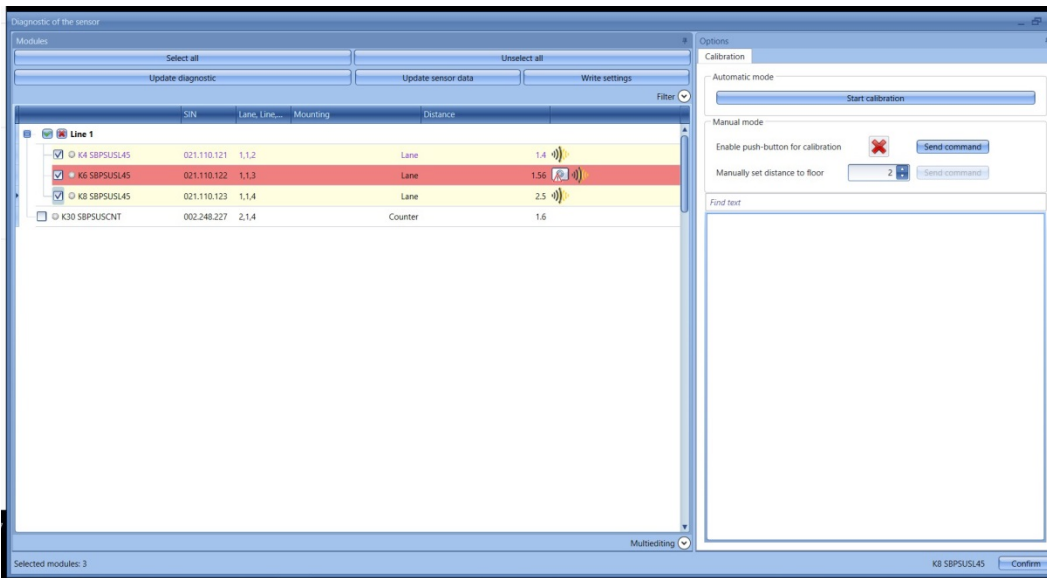 Diagnostic of the sensor
Modules
Select all Unselect all
Update diagnostic Update sensor data Write settings
Filter
SIN Lane, Line,... Mounting Distance
Line 1
K4 SBPSUSL45 021.110.121 1,1,2 Lane 1.4
K6 SBPSUSL45 021.110.122 1,1,3 Lane 1.56
K8 SBPSUSL45 021.110.123 1,1,4 Lane 2.5
K30 SBPSUSCNT 002.248.227 2,1,4 Counter 1.6
Multiediting
Selected modules: 3
Options
Calibration
Automatic mode
Start calibration
Manual mode
Enable push-button for calibration Send command
Manually set distance to floor 2 Send command
Find text
K8 SBPSUSL45 Confirm